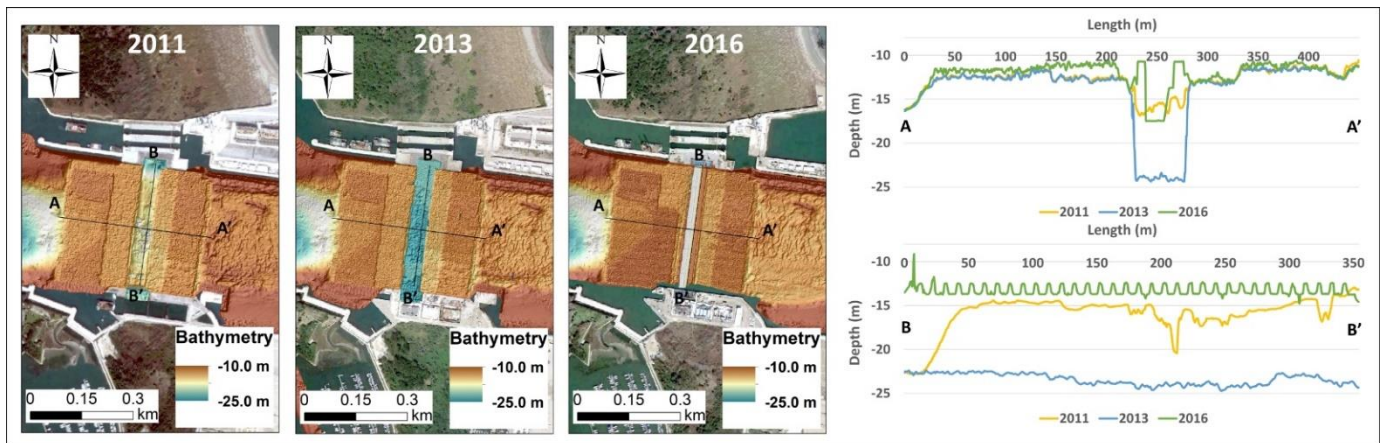 2011
N
B
A
A'
B'
Bathymetry
-10.0 m
-25.0 m
0 0.15 0.3
km
2013
N
B
A
A'
B'
Bathymetry
-10.0 m
-25.0 m
0 0.15 0.3
km
2016
N
B
A
A'
B'
Bathymetry
-10.0 m
-25.0 m
0 0.15 0.3
km
Length (m)
0 50 100 150 200 250 300 350 400
-10
-15
-20
-25
Depth (m)
A
A'
2011 2013 2016
Length (m)
0 50 100 150 200 250 300 350
-10
-15
-20
-25
Depth (m)
B
B'
2011 2013 2016